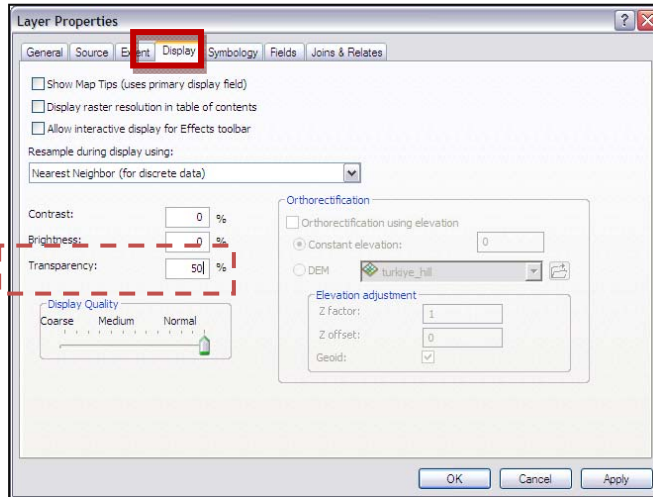 Layer Properties
General Source Extent Display Symbology Fields Joins & Relates
Show Map Tips (uses primary display field)
Display raster resolution in table of contents
Allow interactive display for Effects toolbar
Resample during display using:
Nearest Neighbor (for discrete data)
Contrast: 0 %
Brightness: 0 %
Transparency: 50 %
Display Quality
Coarse Medium Normal
Orthorectification
Orthorectification using elevation
Constant elevation: 0
DEM turkiye_hill
Elevation adjustment
Z factor: 1
Z offset: 0
Geoid:
OK Cancel Apply